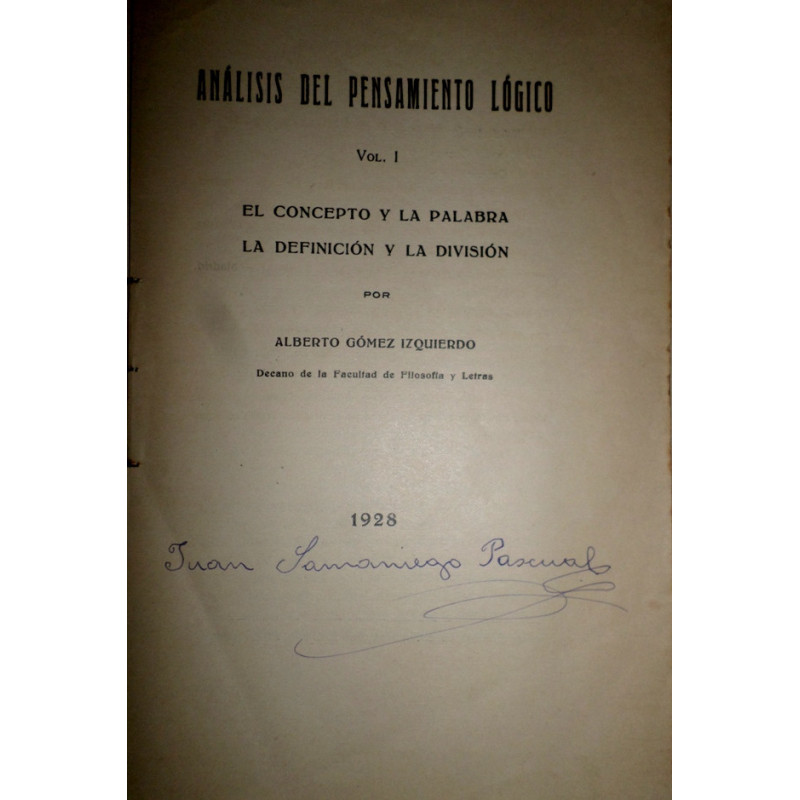 ANÁLISIS DEL PENSAMIENTO LÓGICO
VOL. I
EL CONCEPTO Y LA PALABRA
LA DEFINICIÓN Y LA DIVISIÓN
POR
ALBERTO GÓMEZ IZQUIERDO
Decano de la Facultad de Filosofía y Letras
1928
Juan Samaniego Pascual